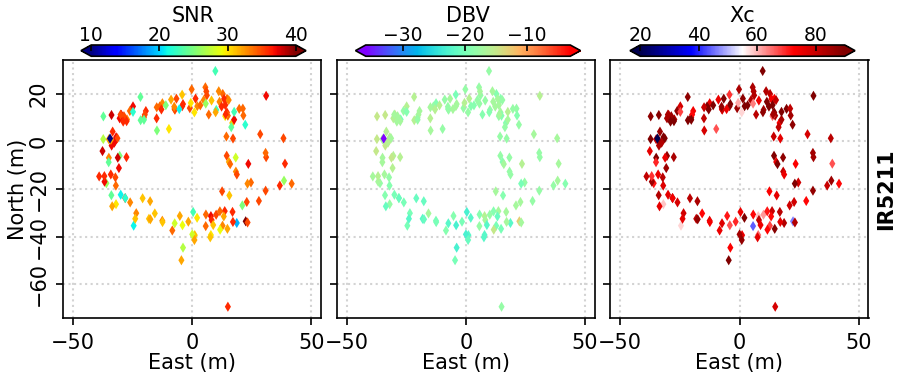 SNR DBV Xc
10 20 30 40 −30 −20 −10 20 40 60 80
North (m)
20
0
−20
−40
−60
IR5211
−50 0 50 −50 0 50 −50 0 50
East (m) East (m) East (m)